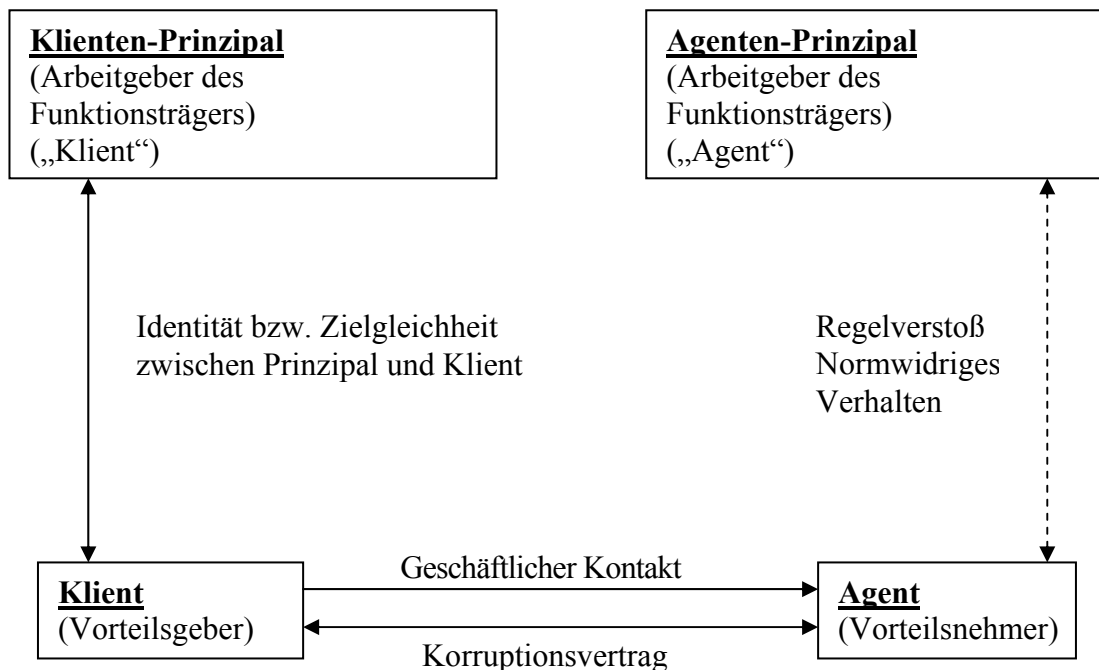 Klienten-Prinzipal
(Arbeitgeber des
Funktionsträgers)
(„Klient“)
Agenten-Prinzipal
(Arbeitgeber des
Funktionsträgers)
(„Agent“)
Identität bzw. Zielgleichheit
zwischen Prinzipal und Klient
Regelverstoß
Normwidriges
Verhalten
Klient
(Vorteilsgeber)
Geschäftlicher Kontakt
Korruptionsvertrag
Agent
(Vorteilsnehmer)